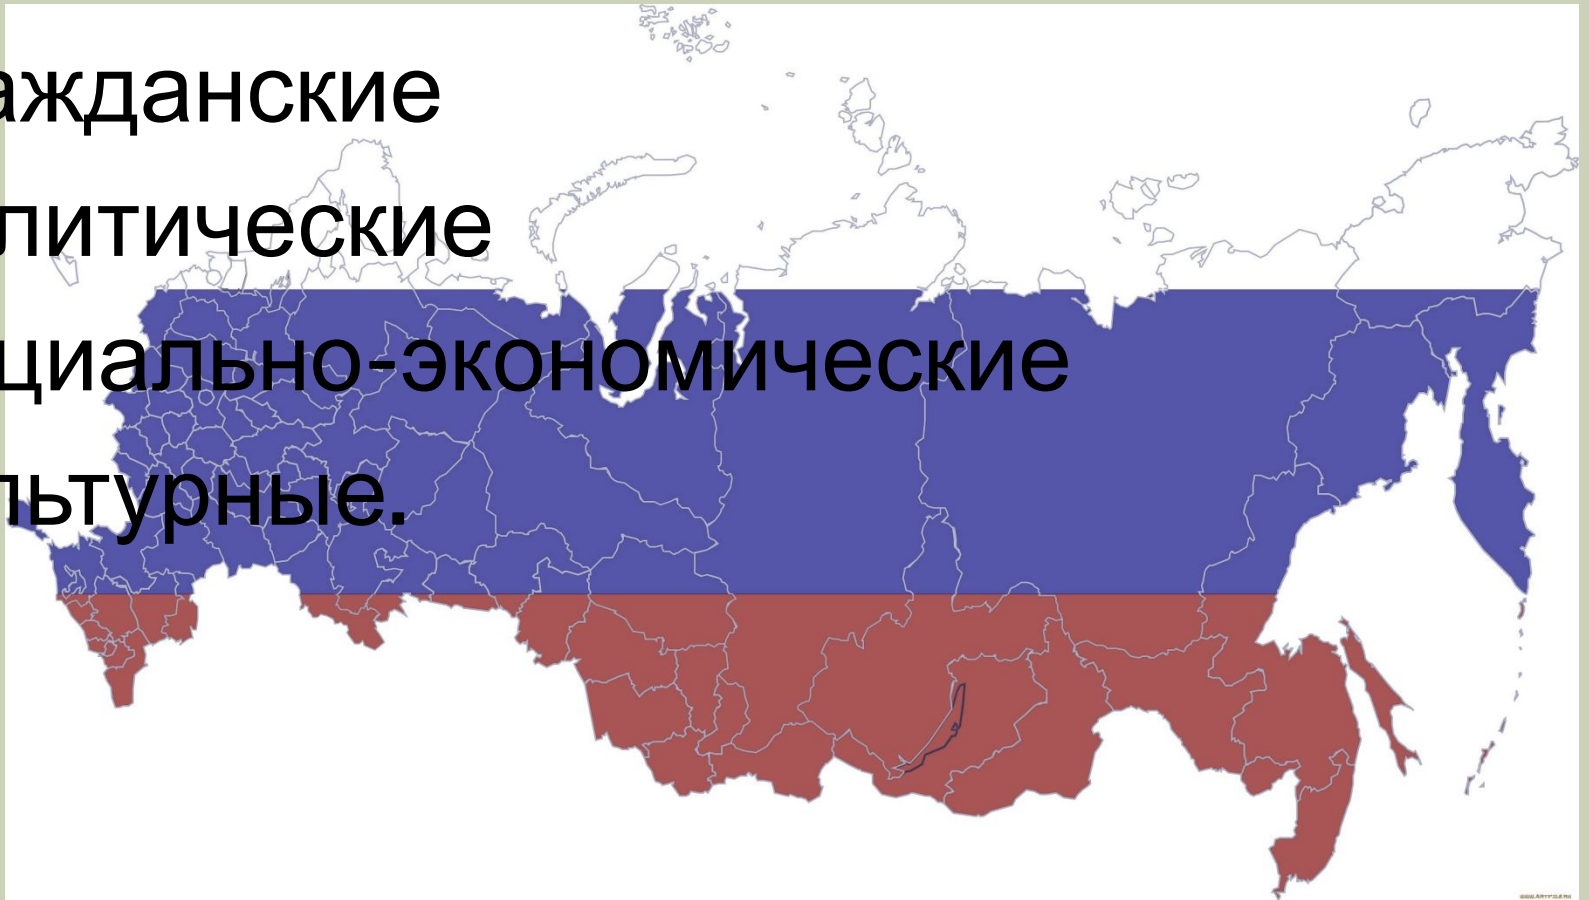 ажданские
литические
циально-экономические
льтурные.